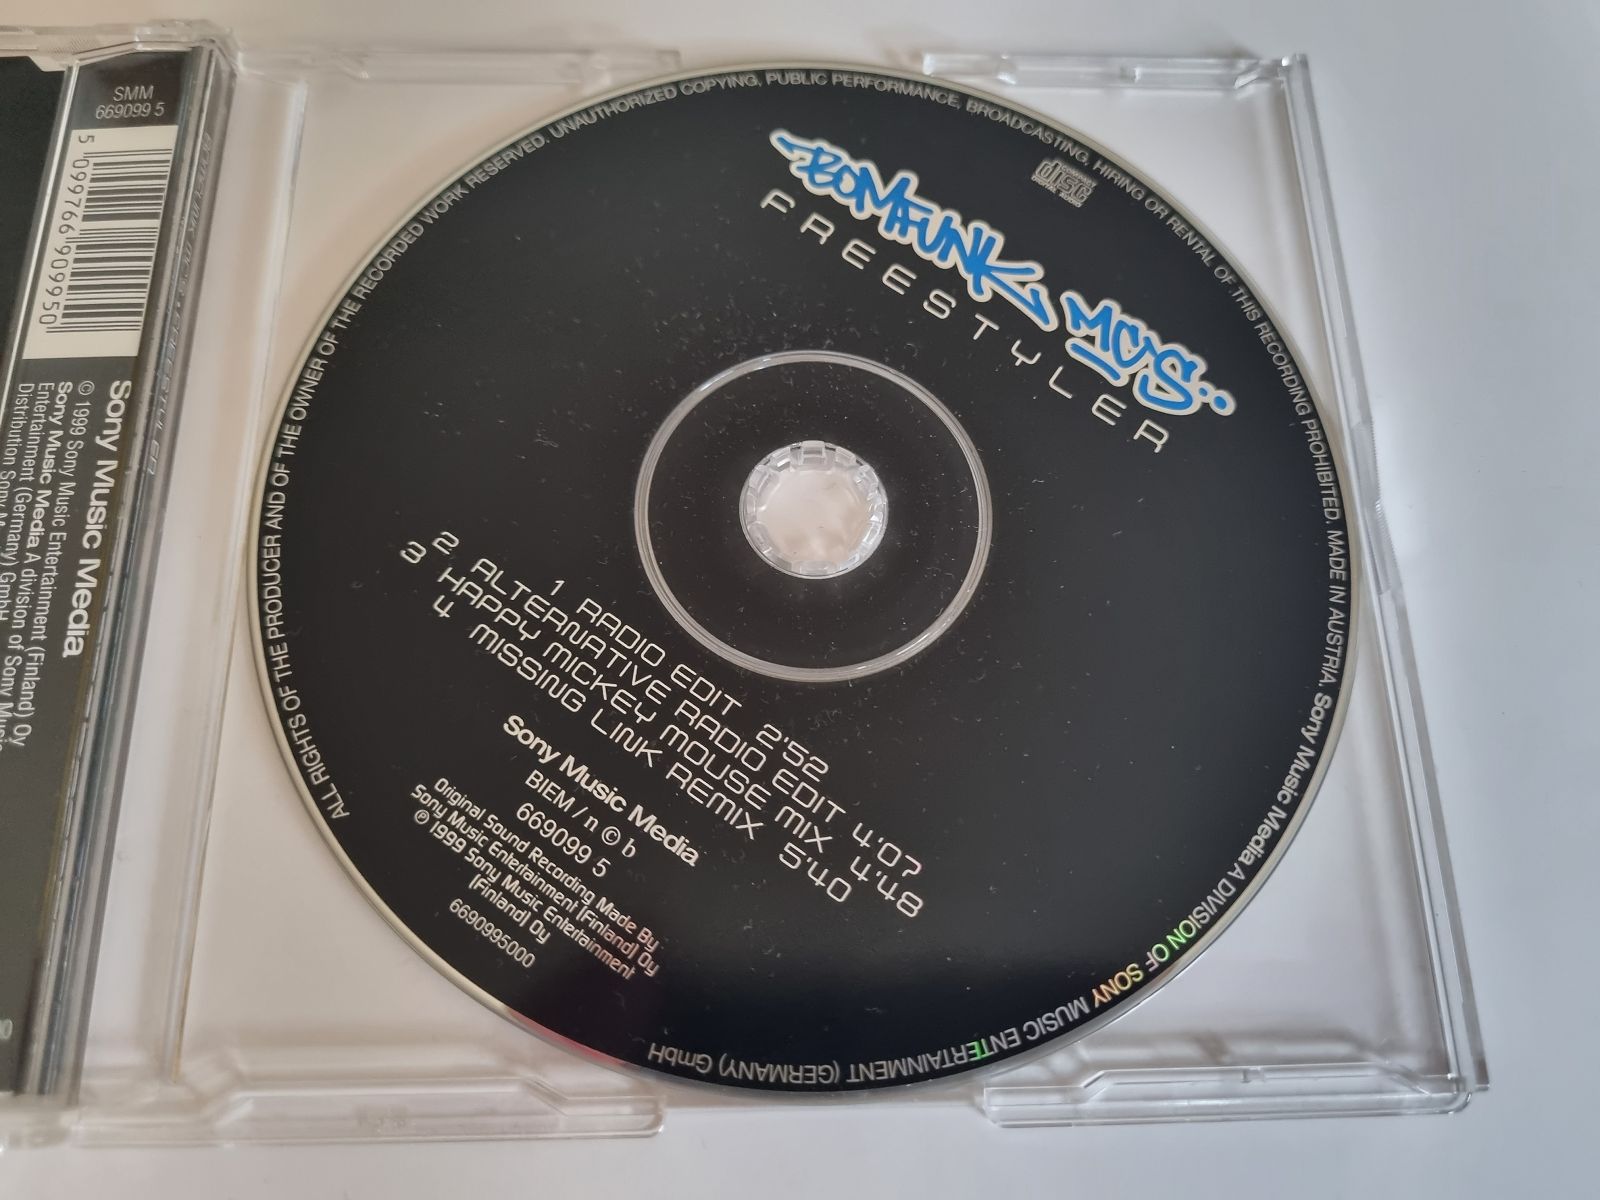 SMM
669099 5
5 099766 909950
Sony Music Media
© 1999 Sony Music Entertainment (Finland) Oy
Sony Music Media A division of Sony Music
Entertainment (Germany) GmbH
Distribution Sony Music
BOMFUNK MC'S..
FREESTYLER
COMPACT
disc
DIGITAL AUDIO
1 RADIO EDIT 2'52
2 ALTERNATIVE RADIO EDIT 4'07
3 HAPPY MICKEY MOUSE MIX 4'48
4 MISSING LINK REMIX 5'40
Sony Music Media
BIEM / n © b
669099 5
Original Sound Recording Made By
Sony Music Entertainment (Finland) Oy
℗ 1999 Sony Music Entertainment
(Finland) Oy
6690995000
ALL RIGHTS OF THE PRODUCER AND OF THE OWNER OF THE RECORDED WORK RESERVED. UNAUTHORIZED COPYING, PUBLIC PERFORMANCE, BROADCASTING, HIRING OR RENTAL OF THIS RECORDING PROHIBITED. MADE IN AUSTRIA. Sony Music Media A DIVISION OF SONY MUSIC ENTERTAINMENT (GERMANY) GmbH